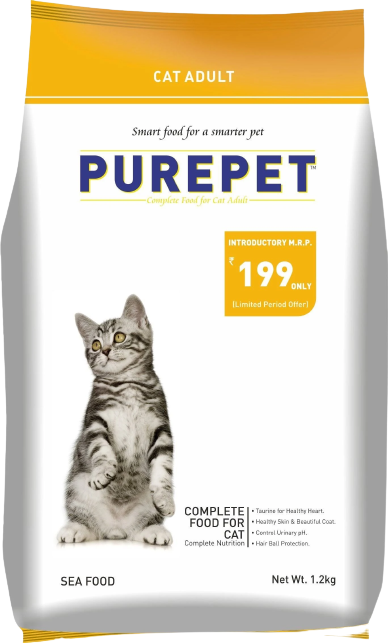 CAT ADULT
Smart food for a smarter pet
PUREPET™
Complete Food for Cat Adult
INTRODUCTORY M.R.P.
₹ 199 ONLY
(Limited Period Offer)
COMPLETE
FOOD FOR
CAT
Complete Nutrition
• Taurine for Healthy Heart.
• Healthy Skin & Beautiful Coat.
• Control Urinary pH.
• Hair Ball Protection.
SEA FOOD
Net Wt. 1.2kg